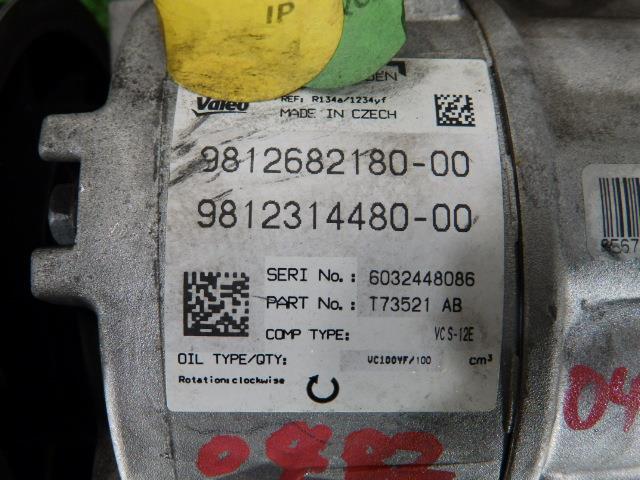 IP
Valeo
REF: R134a/1234yf
MADE IN CZECH
9812682180-00
9812314480-00
SERI No.: 6032448086
PART No.: T73521 AB
COMP TYPE: VCS-12E
OIL TYPE/QTY: VC100YF/100 cm³
Rotation:clockwise